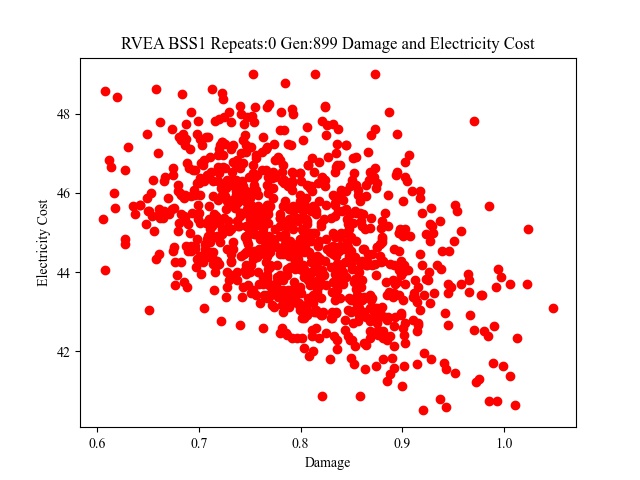 RVEA BSS1 Repeats:0 Gen:899 Damage and Electricity Cost
48
46
44
42
Electricity Cost
0.6 0.7 0.8 0.9 1.0
Damage